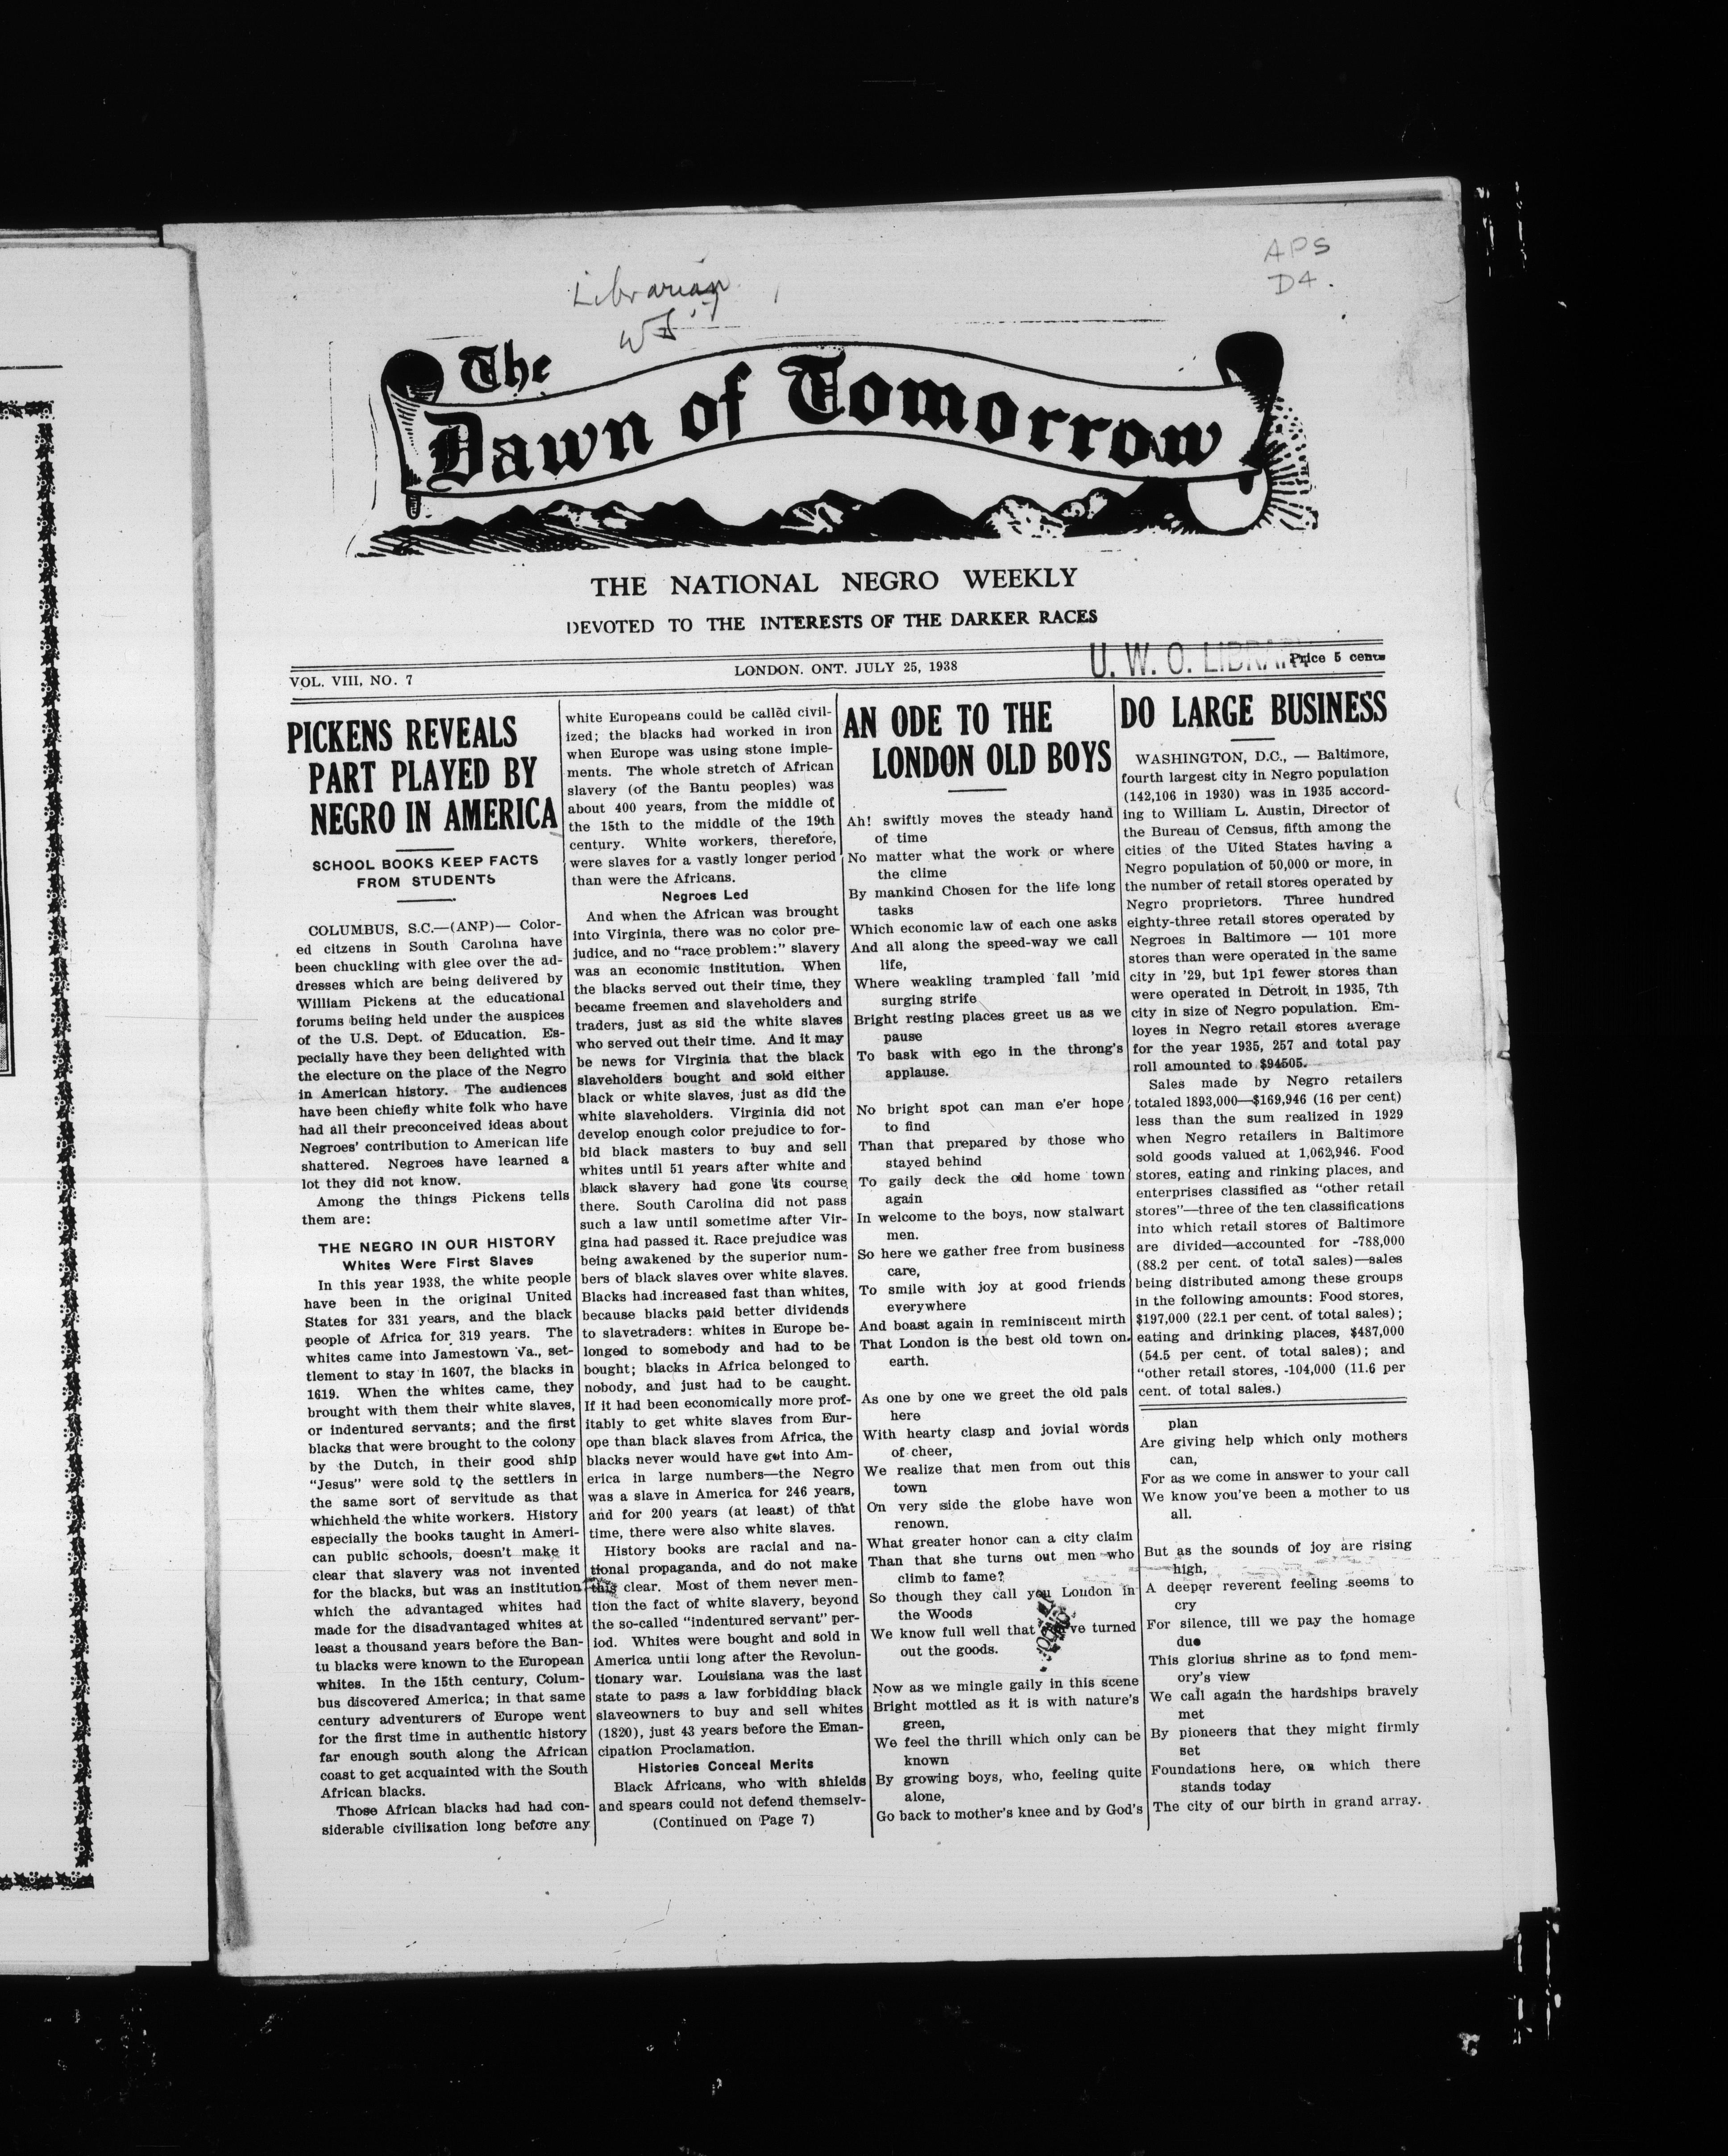 APS
D4.
Librarian
The
Dawn of Tomorrow
THE NATIONAL NEGRO WEEKLY
DEVOTED TO THE INTERESTS OF THE DARKER RACES
VOL. VIII, NO. 7
LONDON. ONT. JULY 25, 1938
U. W. O. LIBRARY
Price 5 cents
PICKENS REVEALS
PART PLAYED BY
NEGRO IN AMERICA
SCHOOL BOOKS KEEP FACTS
FROM STUDENTS
COLUMBUS, S.C.—(ANP)— Color-
ed citzens in South Carolina have
been chuckling with glee over the ad-
dresses which are being delivered by
William Pickens at the educational
forums beiing held under the auspices
of the U.S. Dept. of Education. Es-
pecially have they been delighted with
the electure on the place of the Negro
in American history. The audiences
have been chiefly white folk who have
had all their preconceived ideas about
Negroes' contribution to American life
shattered. Negroes have learned a
lot they did not know.
Among the things Pickens tells
them are:
THE NEGRO IN OUR HISTORY
Whites Were First Slaves
In this year 1938, the white people
have been in the original United
States for 331 years, and the black
people of Africa for 319 years. The
whites came into Jamestown Va., set-
tlement to stay in 1607, the blacks in
1619. When the whites came, they
brought with them their white slaves,
or indentured servants; and the first
blacks that were brought to the colony
by the Dutch, in their good ship
"Jesus" were sold to the settlers in
the same sort of servitude as that
whichheld the white workers. History
especially the books taught in Ameri-
can public schools, doesn't make it
clear that slavery was not invented
for the blacks, but was an institution
which the advantaged whites had
made for the disadvantaged whites at
least a thousand years before the Ban-
tu blacks were known to the European
whites. In the 15th century, Colum-
bus discovered America; in that same
century adventurers of Europe went
for the first time in authentic history
far enough south along the African
coast to get acquainted with the South
African blacks.
Those African blacks had had con-
siderable civilization long before any
white Europeans could be called civil-
ized; the blacks had worked in iron
when Europe was using stone imple-
ments. The whole stretch of African
slavery (of the Bantu peoples) was
about 400 years, from the middle of
the 15th to the middle of the 19th
century. White workers, therefore,
were slaves for a vastly longer period
than were the Africans.
Negroes Led
And when the African was brought
into Virginia, there was no color pre-
judice, and no "race problem:" slavery
was an economic institution. When
the blacks served out their time, they
became freemen and slaveholders and
traders, just as sid the white slaves
who served out their time. And it may
be news for Virginia that the black
slaveholders bought and sold either
black or white slaves, just as did the
white slaveholders. Virginia did not
develop enough color prejudice to for-
bid black masters to buy and sell
whites until 51 years after white and
black slavery had gone its course
there. South Carolina did not pass
such a law until sometime after Vir-
gina had passed it. Race prejudice was
being awakened by the superior num-
bers of black slaves over white slaves.
Blacks had increased fast than whites,
because blacks paid better dividends
to slavetraders: whites in Europe be-
longed to somebody and had to be
bought; blacks in Africa belonged to
nobody, and just had to be caught.
If it had been economically more prof-
itably to get white slaves from Eur-
ope than black slaves from Africa, the
blacks never would have got into Am-
erica in large numbers—the Negro
was a slave in America for 246 years,
and for 200 years (at least) of that
time, there were also white slaves.
History books are racial and na-
tional propaganda, and do not make
this clear. Most of them never men-
tion the fact of white slavery, beyond
the so-called "indentured servant" per-
iod. Whites were bought and sold in
America until long after the Revolun-
tionary war. Louisiana was the last
state to pass a law forbidding black
slaveowners to buy and sell whites
(1820), just 43 years before the Eman-
cipation Proclamation.
Histories Conceal Merits
Black Africans, who with shields
and spears could not defend themselv-
(Continued on Page 7)
AN ODE TO THE
LONDON OLD BOYS
Ah! swiftly moves the steady hand
of time
No matter what the work or where
the clime
By mankind Chosen for the life long
tasks
Which economic law of each one asks
And all along the speed-way we call
life,
Where weakling trampled fall 'mid
surging strife
Bright resting places greet us as we
pause
To bask with ego in the throng's
applause.
No bright spot can man e'er hope
to find
Than that prepared by those who
stayed behind
To gaily deck the old home town
again
In welcome to the boys, now stalwart
men.
So here we gather free from business
care,
To smile with joy at good friends
everywhere
And boast again in reminiscent mirth
That London is the best old town on
earth.
As one by one we greet the old pals
here
With hearty clasp and jovial words
of cheer,
We realize that men from out this
town
On very side the globe have won
renown.
What greater honor can a city claim
Than that she turns out men who
climb to fame?
So though they call you London in
the Woods
We know full well that ve turned
out the goods.
Now as we mingle gaily in this scene
Bright mottled as it is with nature's
green,
We feel the thrill which only can be
known
By growing boys, who, feeling quite
alone,
Go back to mother's knee and by God's
DO LARGE BUSINESS
WASHINGTON, D.C., — Baltimore,
fourth largest city in Negro population
(142,106 in 1930) was in 1935 accord-
ing to William L. Austin, Director of
the Bureau of Census, fifth among the
cities of the Uited States having a
Negro population of 50,000 or more, in
the number of retail stores operated by
Negro proprietors. Three hundred
eighty-three retail stores operated by
Negroes in Baltimore — 101 more
stores than were operated in the same
city in '29, but 1p1 fewer stores than
were operated in Detroit in 1935, 7th
city in size of Negro population. Em-
loyes in Negro retail stores average
for the year 1935, 257 and total pay
roll amounted to $94505.
Sales made by Negro retailers
totaled 1893,000—$169,946 (16 per cent)
less than the sum realized in 1929
when Negro retailers in Baltimore
sold goods valued at 1,062,946. Food
stores, eating and rinking places, and
enterprises classified as "other retail
stores"—three of the ten classifications
into which retail stores of Baltimore
are divided—accounted for -788,000
(88.2 per cent. of total sales)—sales
being distributed among these groups
in the following amounts: Food stores,
$197,000 (22.1 per cent. of total sales);
eating and drinking places, $487,000
(54.5 per cent. of total sales); and
"other retail stores, -104,000 (11.6 per
cent. of total sales.)
plan
Are giving help which only mothers
can,
For as we come in answer to your call
We know you've been a mother to us
all.
But as the sounds of joy are rising
high,
A deeper reverent feeling seems to
cry
For silence, till we pay the homage
due
This glorius shrine as to fond mem-
ory's view
We call again the hardships bravely
met
By pioneers that they might firmly
set
Foundations here, on which there
stands today
The city of our birth in grand array.